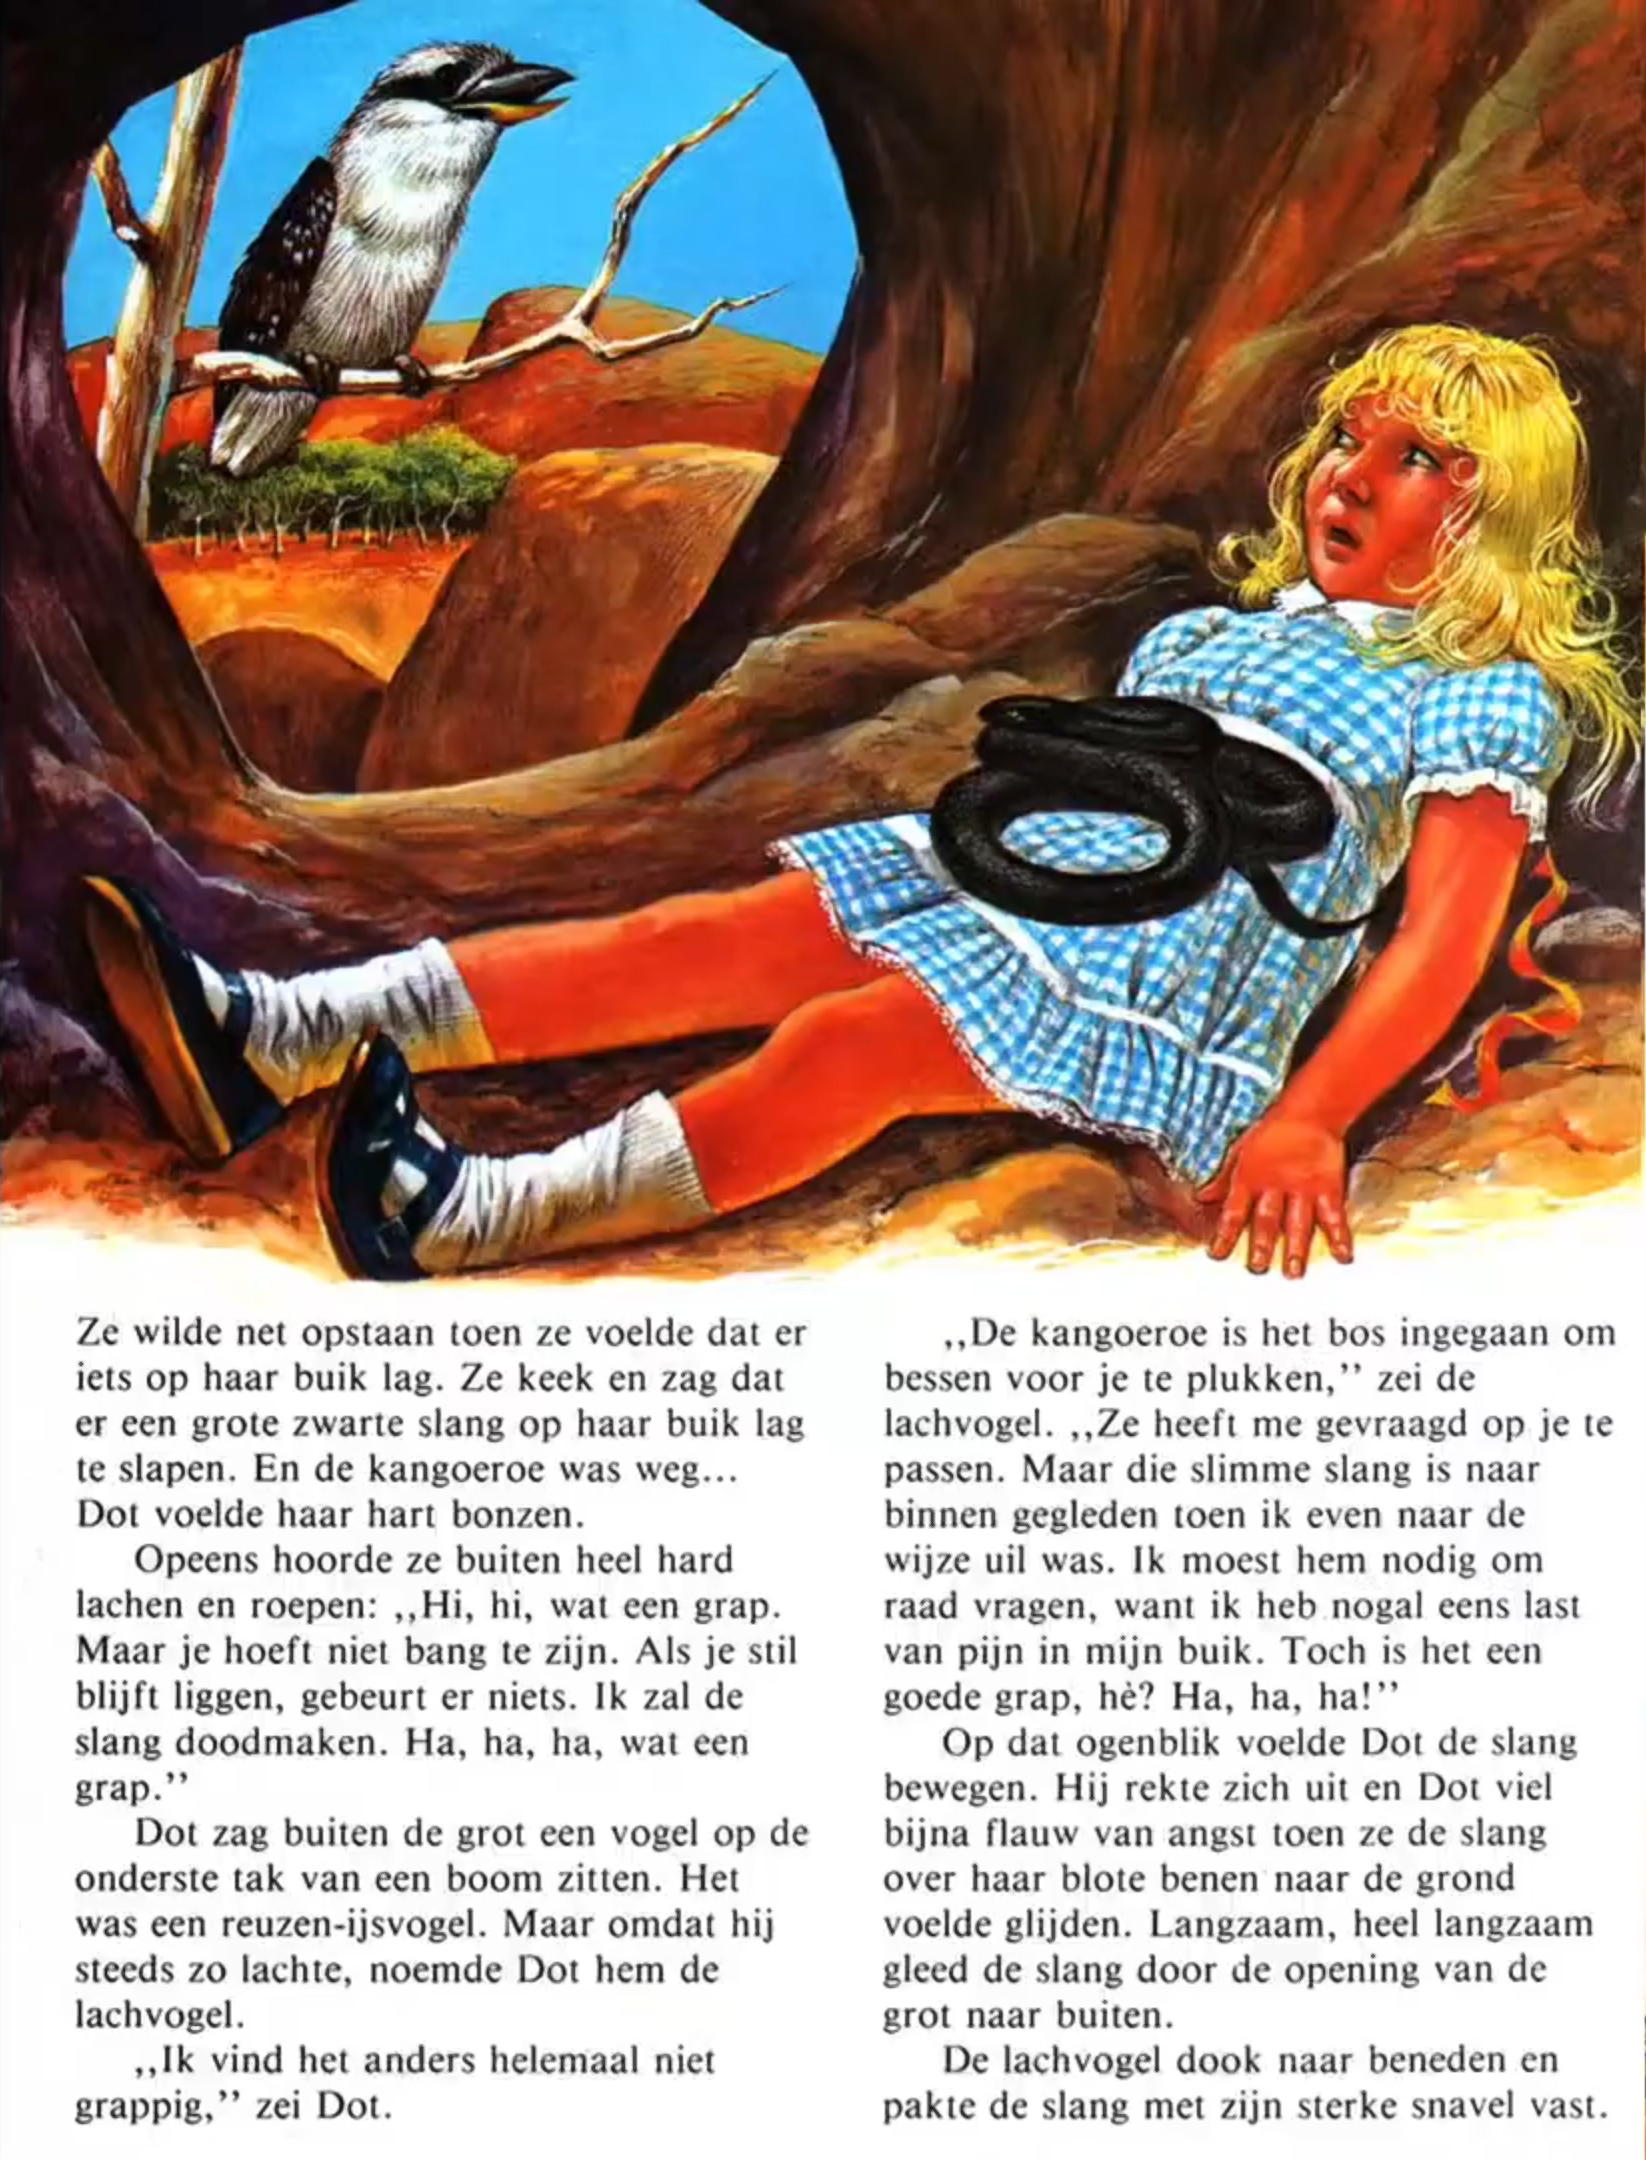 Ze wilde net opstaan toen ze voelde dat er
iets op haar buik lag. Ze keek en zag dat
er een grote zwarte slang op haar buik lag
te slapen. En de kangoeroe was weg...
Dot voelde haar hart bonzen.
Opeens hoorde ze buiten heel hard
lachen en roepen: ,,Hi, hi, wat een grap.
Maar je hoeft niet bang te zijn. Als je stil
blijft liggen, gebeurt er niets. Ik zal de
slang doodmaken. Ha, ha, ha, wat een
grap.’’
Dot zag buiten de grot een vogel op de
onderste tak van een boom zitten. Het
was een reuzen-ijsvogel. Maar omdat hij
steeds zo lachte, noemde Dot hem de
lachvogel.
,,Ik vind het anders helemaal niet
grappig,’’ zei Dot.
,,De kangoeroe is het bos ingegaan om
bessen voor je te plukken,’’ zei de
lachvogel. ,,Ze heeft me gevraagd op je te
passen. Maar die slimme slang is naar
binnen gegleden toen ik even naar de
wijze uil was. Ik moest hem nodig om
raad vragen, want ik heb nogal eens last
van pijn in mijn buik. Toch is het een
goede grap, hè? Ha, ha, ha!’’
Op dat ogenblik voelde Dot de slang
bewegen. Hij rekte zich uit en Dot viel
bijna flauw van angst toen ze de slang
over haar blote benen naar de grond
voelde glijden. Langzaam, heel langzaam
gleed de slang door de opening van de
grot naar buiten.
De lachvogel dook naar beneden en
pakte de slang met zijn sterke snavel vast.